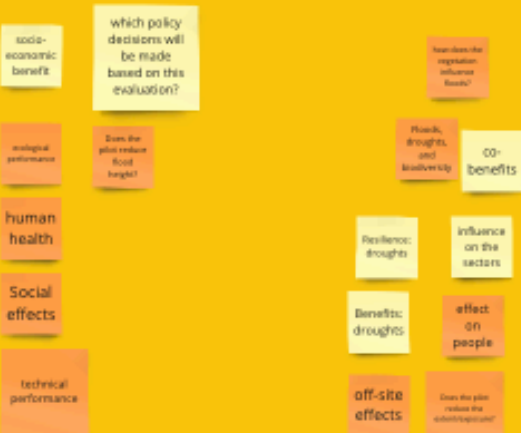 socio-
economic
benefit
which policy
decisions will
be made
based on this
evaluation?
ecological
performance
Does the
pilot reduce
flood
height?
human
health
Social
effects
technical
performance
how does the
vegetation
influence
floods?
Floods,
droughts,
and
biodiversity
co-
benefits
Resilience:
droughts
influence
on the
sectors
Benefits:
droughts
effect
on
people
off-site
effects
Does the pilot
reduce the
extent/exposure?